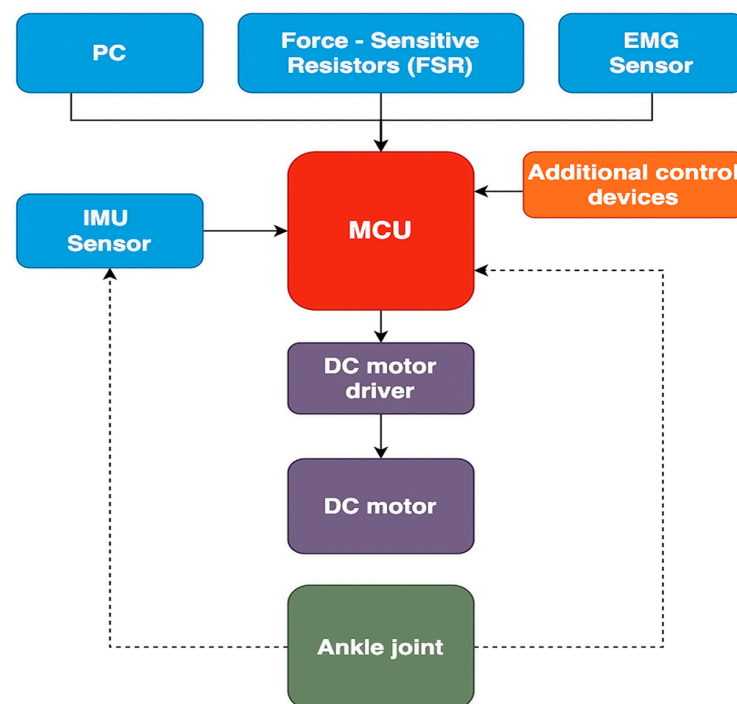 PC
Force - Sensitive
Resistors (FSR)
EMG
Sensor
Additional control
devices
IMU
Sensor
MCU
DC motor
driver
DC motor
Ankle joint